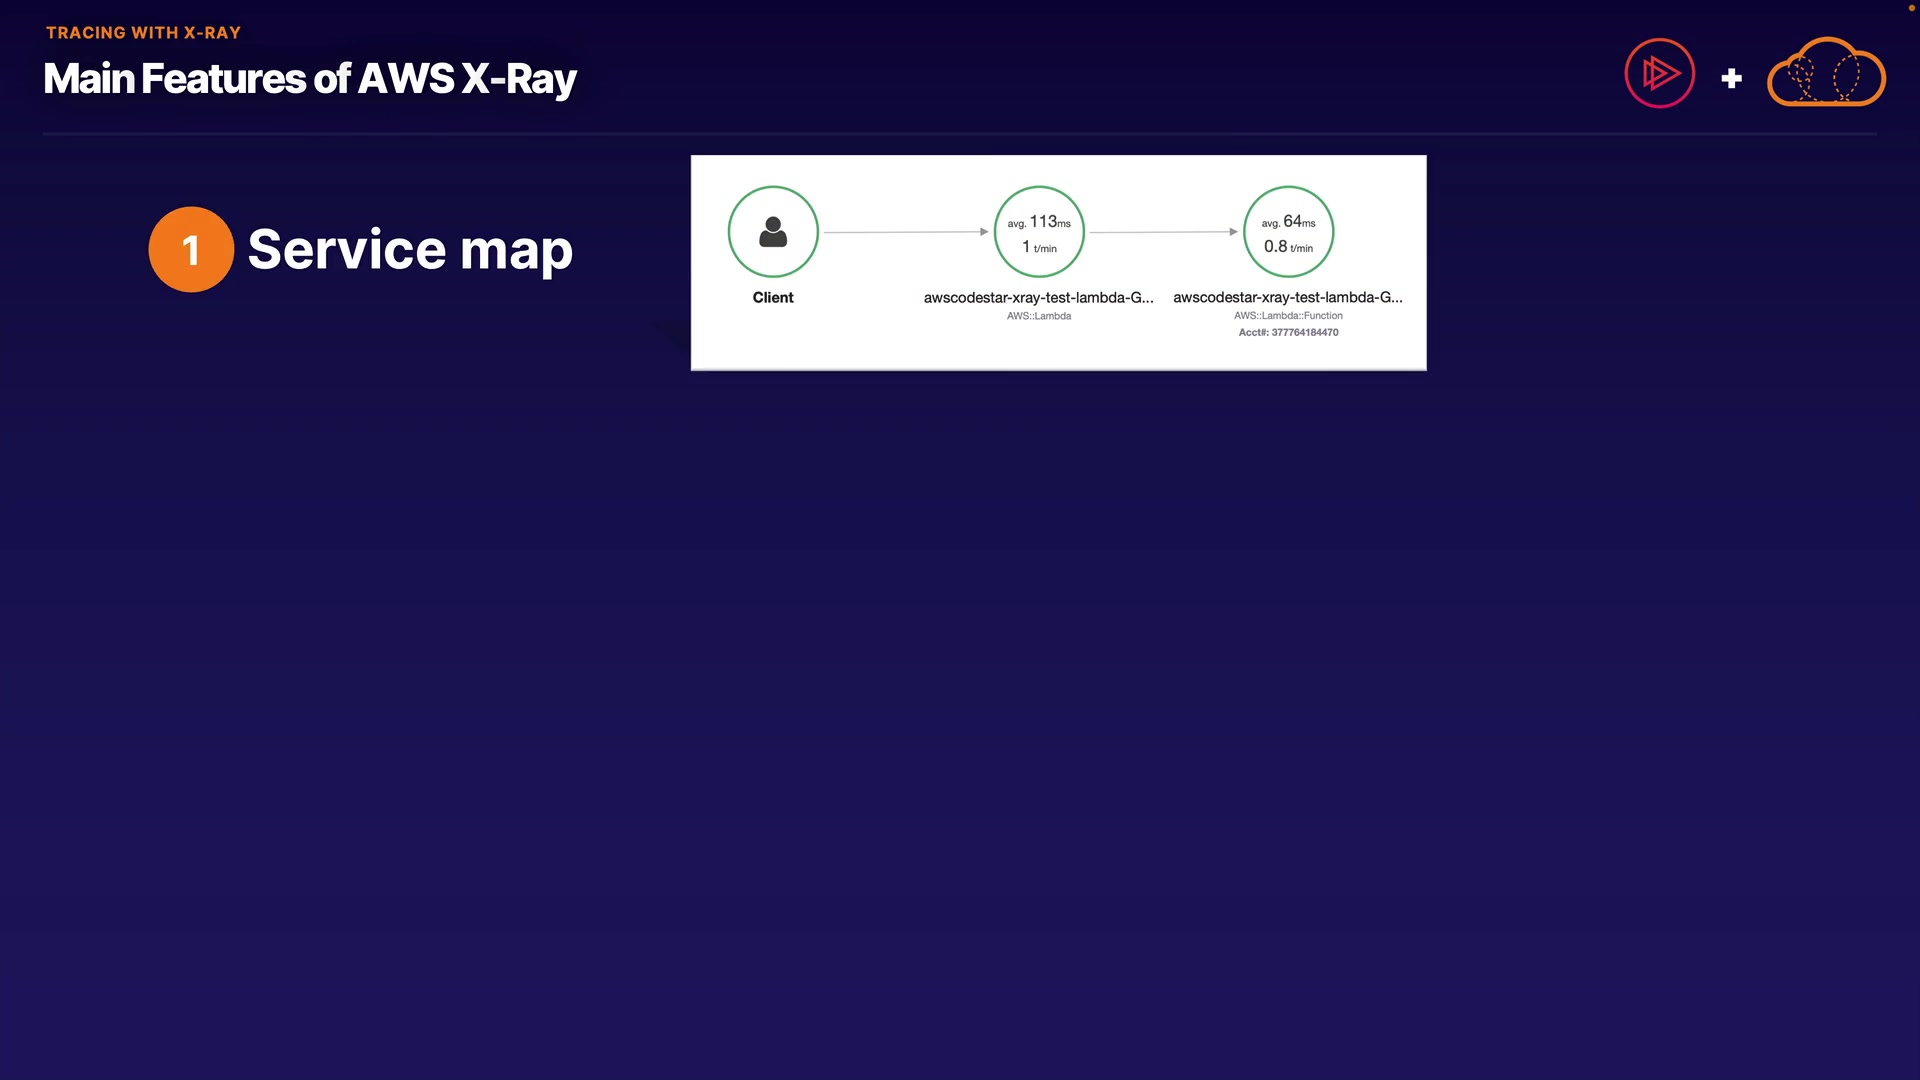 TRACING WITH X-RAY
Main Features of AWS X-Ray
+
1 Service map
avg. 113ms
1 t/min
avg. 64ms
0.8 t/min
Client
awscodestar-xray-test-lambda-G...
AWS::Lambda
awscodestar-xray-test-lambda-G...
AWS::Lambda::Function
Acct#: 377764184470